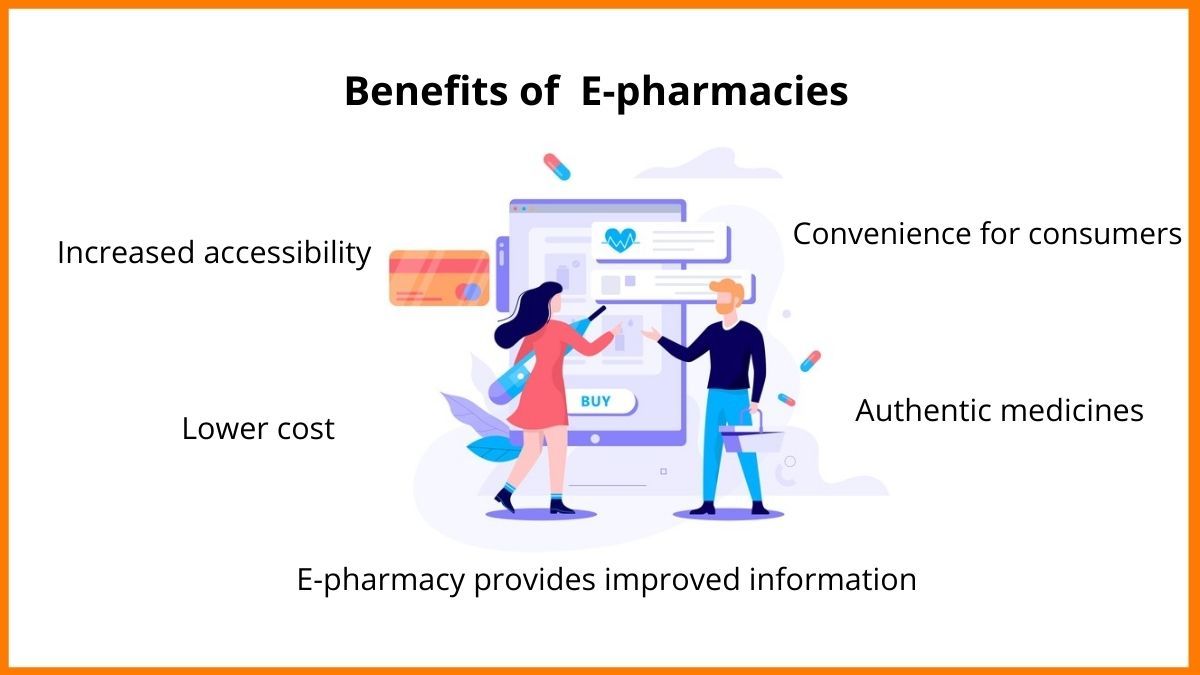 Benefits of  E-pharmacies
Increased accessibility
Convenience for consumers
Lower cost
BUY
Authentic medicines
E-pharmacy provides improved information